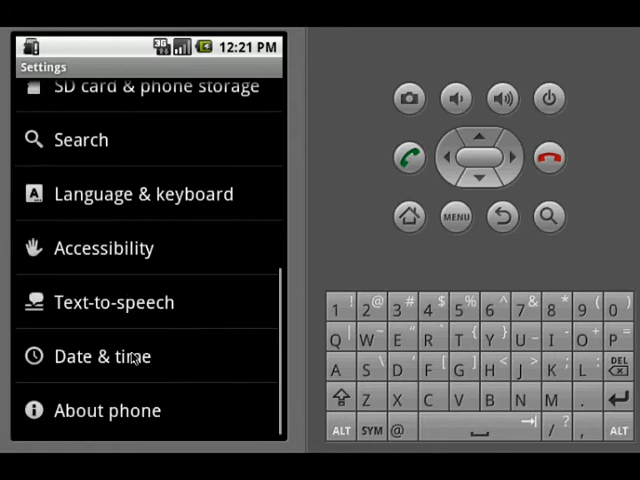 3G 12:21 PM
Settings
SD card & phone storage
Search
Language & keyboard
Accessibility
Text-to-speech
Date & time
About phone
MENU
1 ! 2 @ 3 # 4 $ 5 % 6 ^ 7 & 8 * 9 ( 0 )
Q | W ~ E " R ` T { Y } U _ I - O + P =
A S \ D ' F [ G ] H < J > K ; L : DEL
Z X C V B N M .
ALT SYM @ / ? , ALT